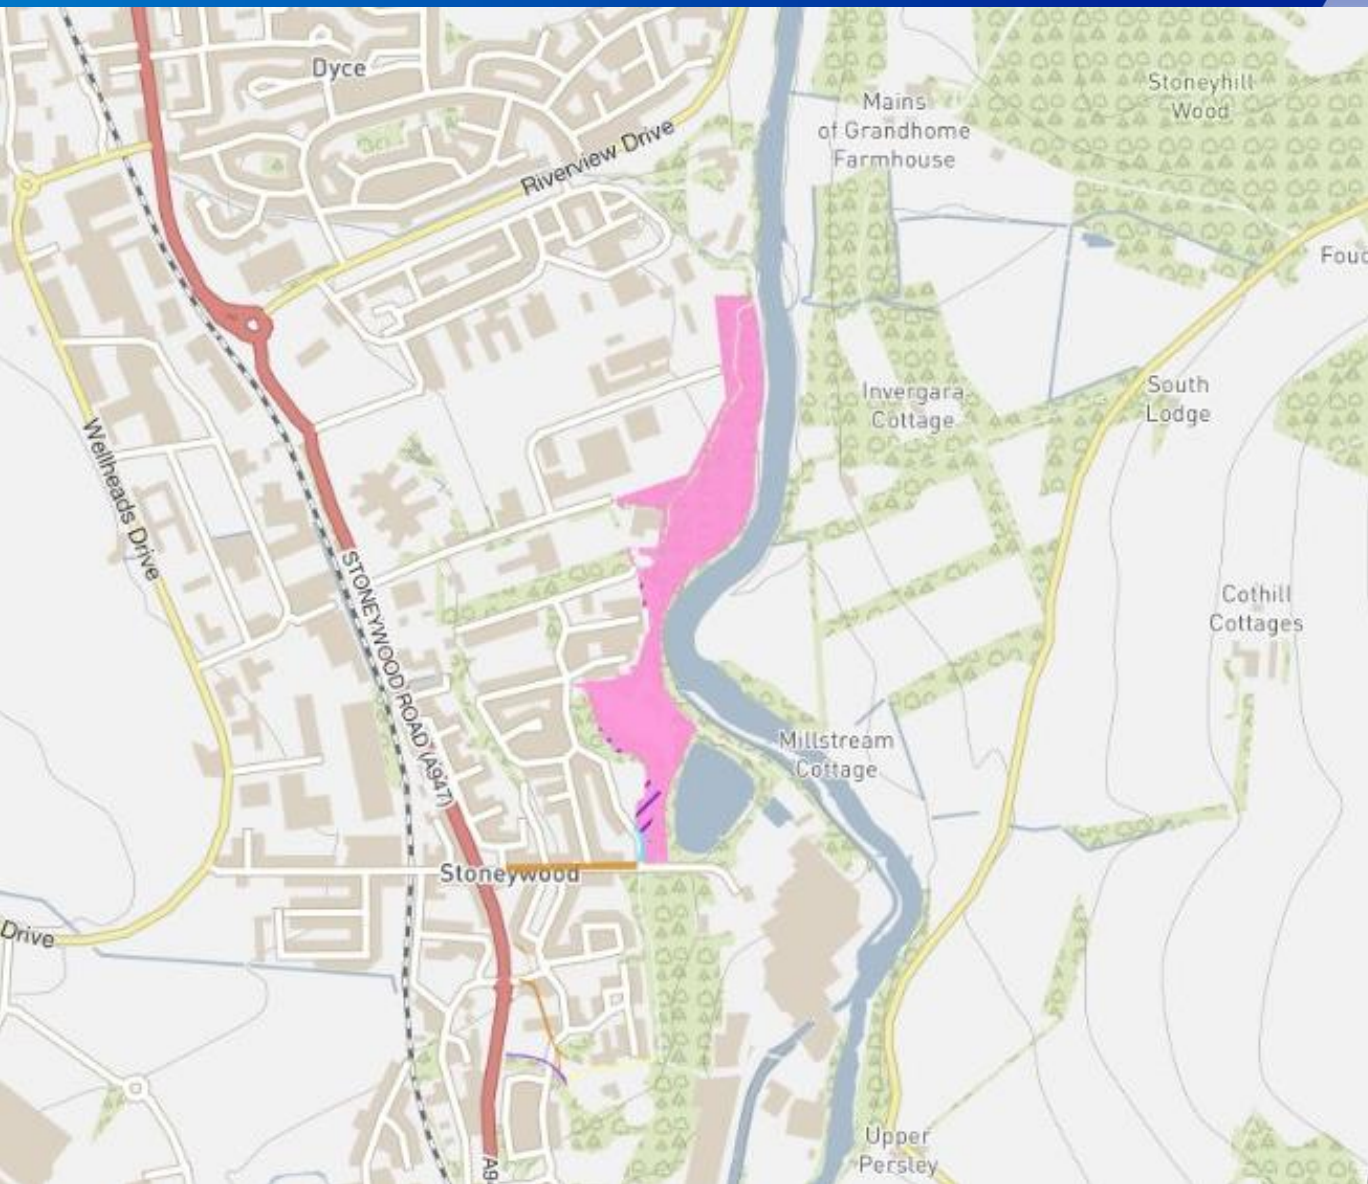 Dyce
Stoneyhill
Wood
Mains
of Grandhome
Farmhouse
Riverview Drive
Fouc
Invergara
Cottage
South
Lodge
Wellheads Drive
STONEYWOOD ROAD (A947)
Cothill
Cottages
Millstream
Cottage
Stoneywood
Drive
Upper
Persley
A9